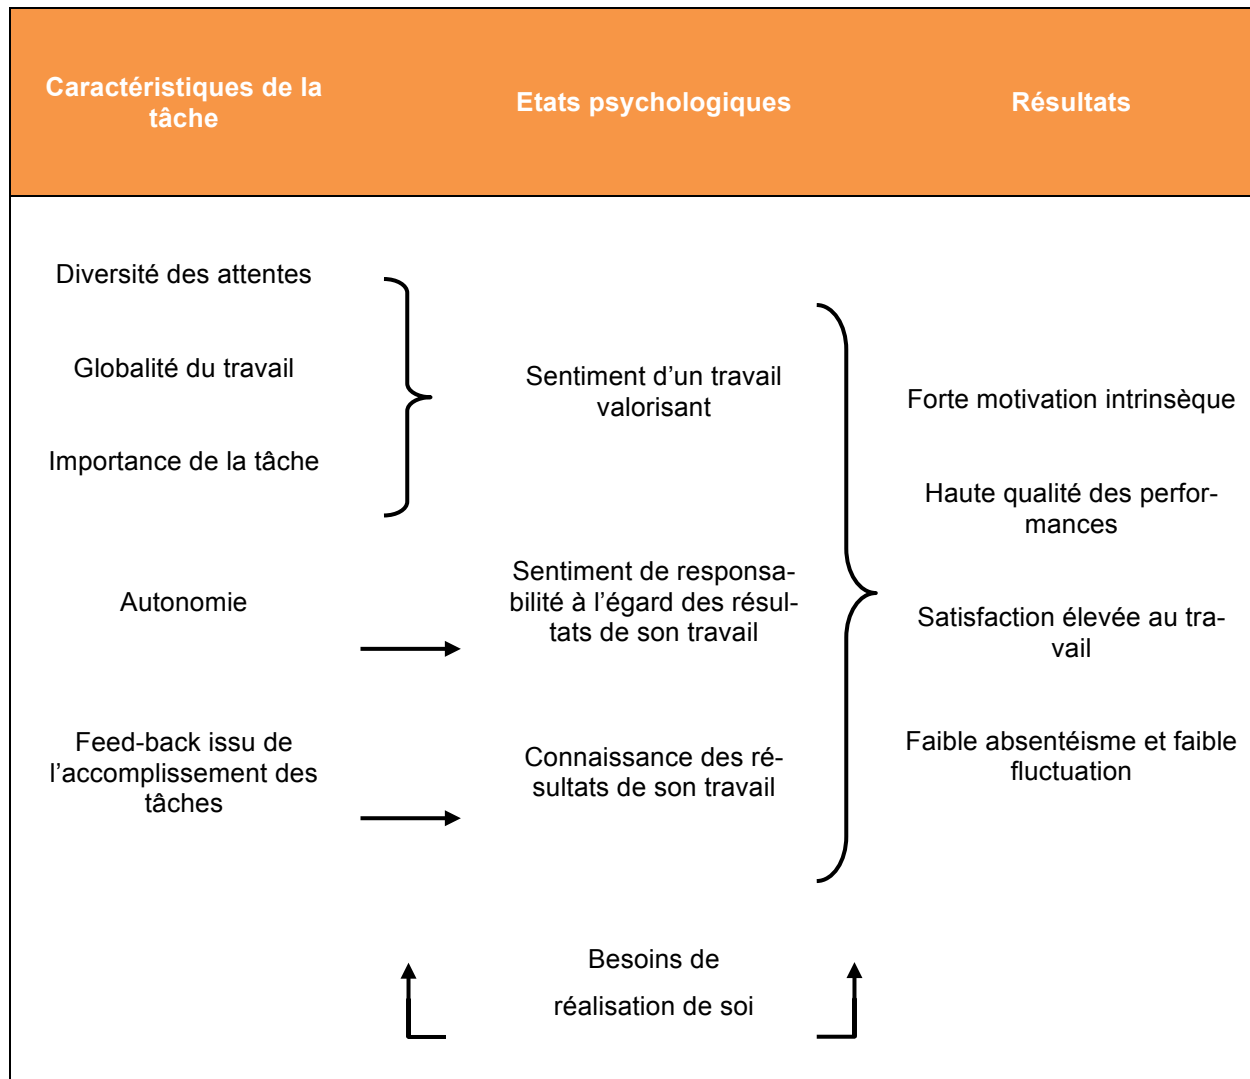 Caractéristiques de la
tâche
Etats psychologiques
Résultats
Diversité des attentes
Globalité du travail
Importance de la tâche
Autonomie
Feed-back issu de
l’accomplissement des
tâches
Sentiment d’un travail
valorisant
Sentiment de responsa-
bilité à l’égard des résul-
tats de son travail
Connaissance des ré-
sultats de son travail
Besoins de
réalisation de soi
Forte motivation intrinsèque
Haute qualité des perfor-
mances
Satisfaction élevée au tra-
vail
Faible absentéisme et faible
fluctuation